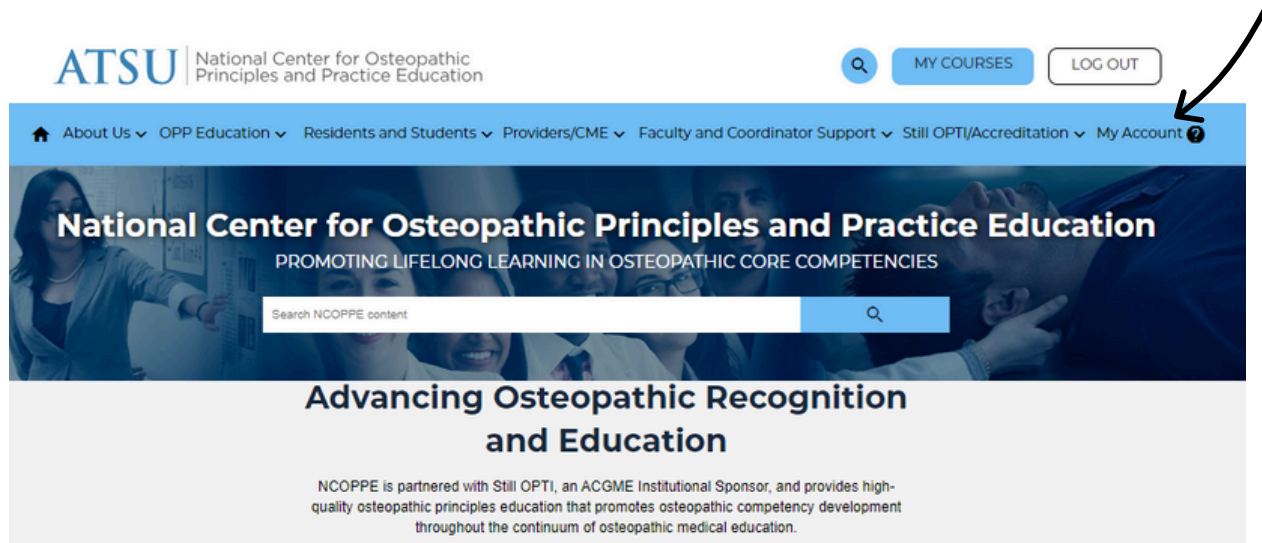 ATSU National Center for Osteopathic
Principles and Practice Education
MY COURSES
LOG OUT
About Us OPP Education Residents and Students Providers/CME Faculty and Coordinator Support Still OPTI/Accreditation My Account ?
National Center for Osteopathic Principles and Practice Education
PROMOTING LIFELONG LEARNING IN OSTEOPATHIC CORE COMPETENCIES
Search NCOPPE content
Advancing Osteopathic Recognition
and Education
NCOPPE is partnered with Still OPTI, an ACGME Institutional Sponsor, and provides high-
quality osteopathic principles education that promotes osteopathic competency development
throughout the continuum of osteopathic medical education.